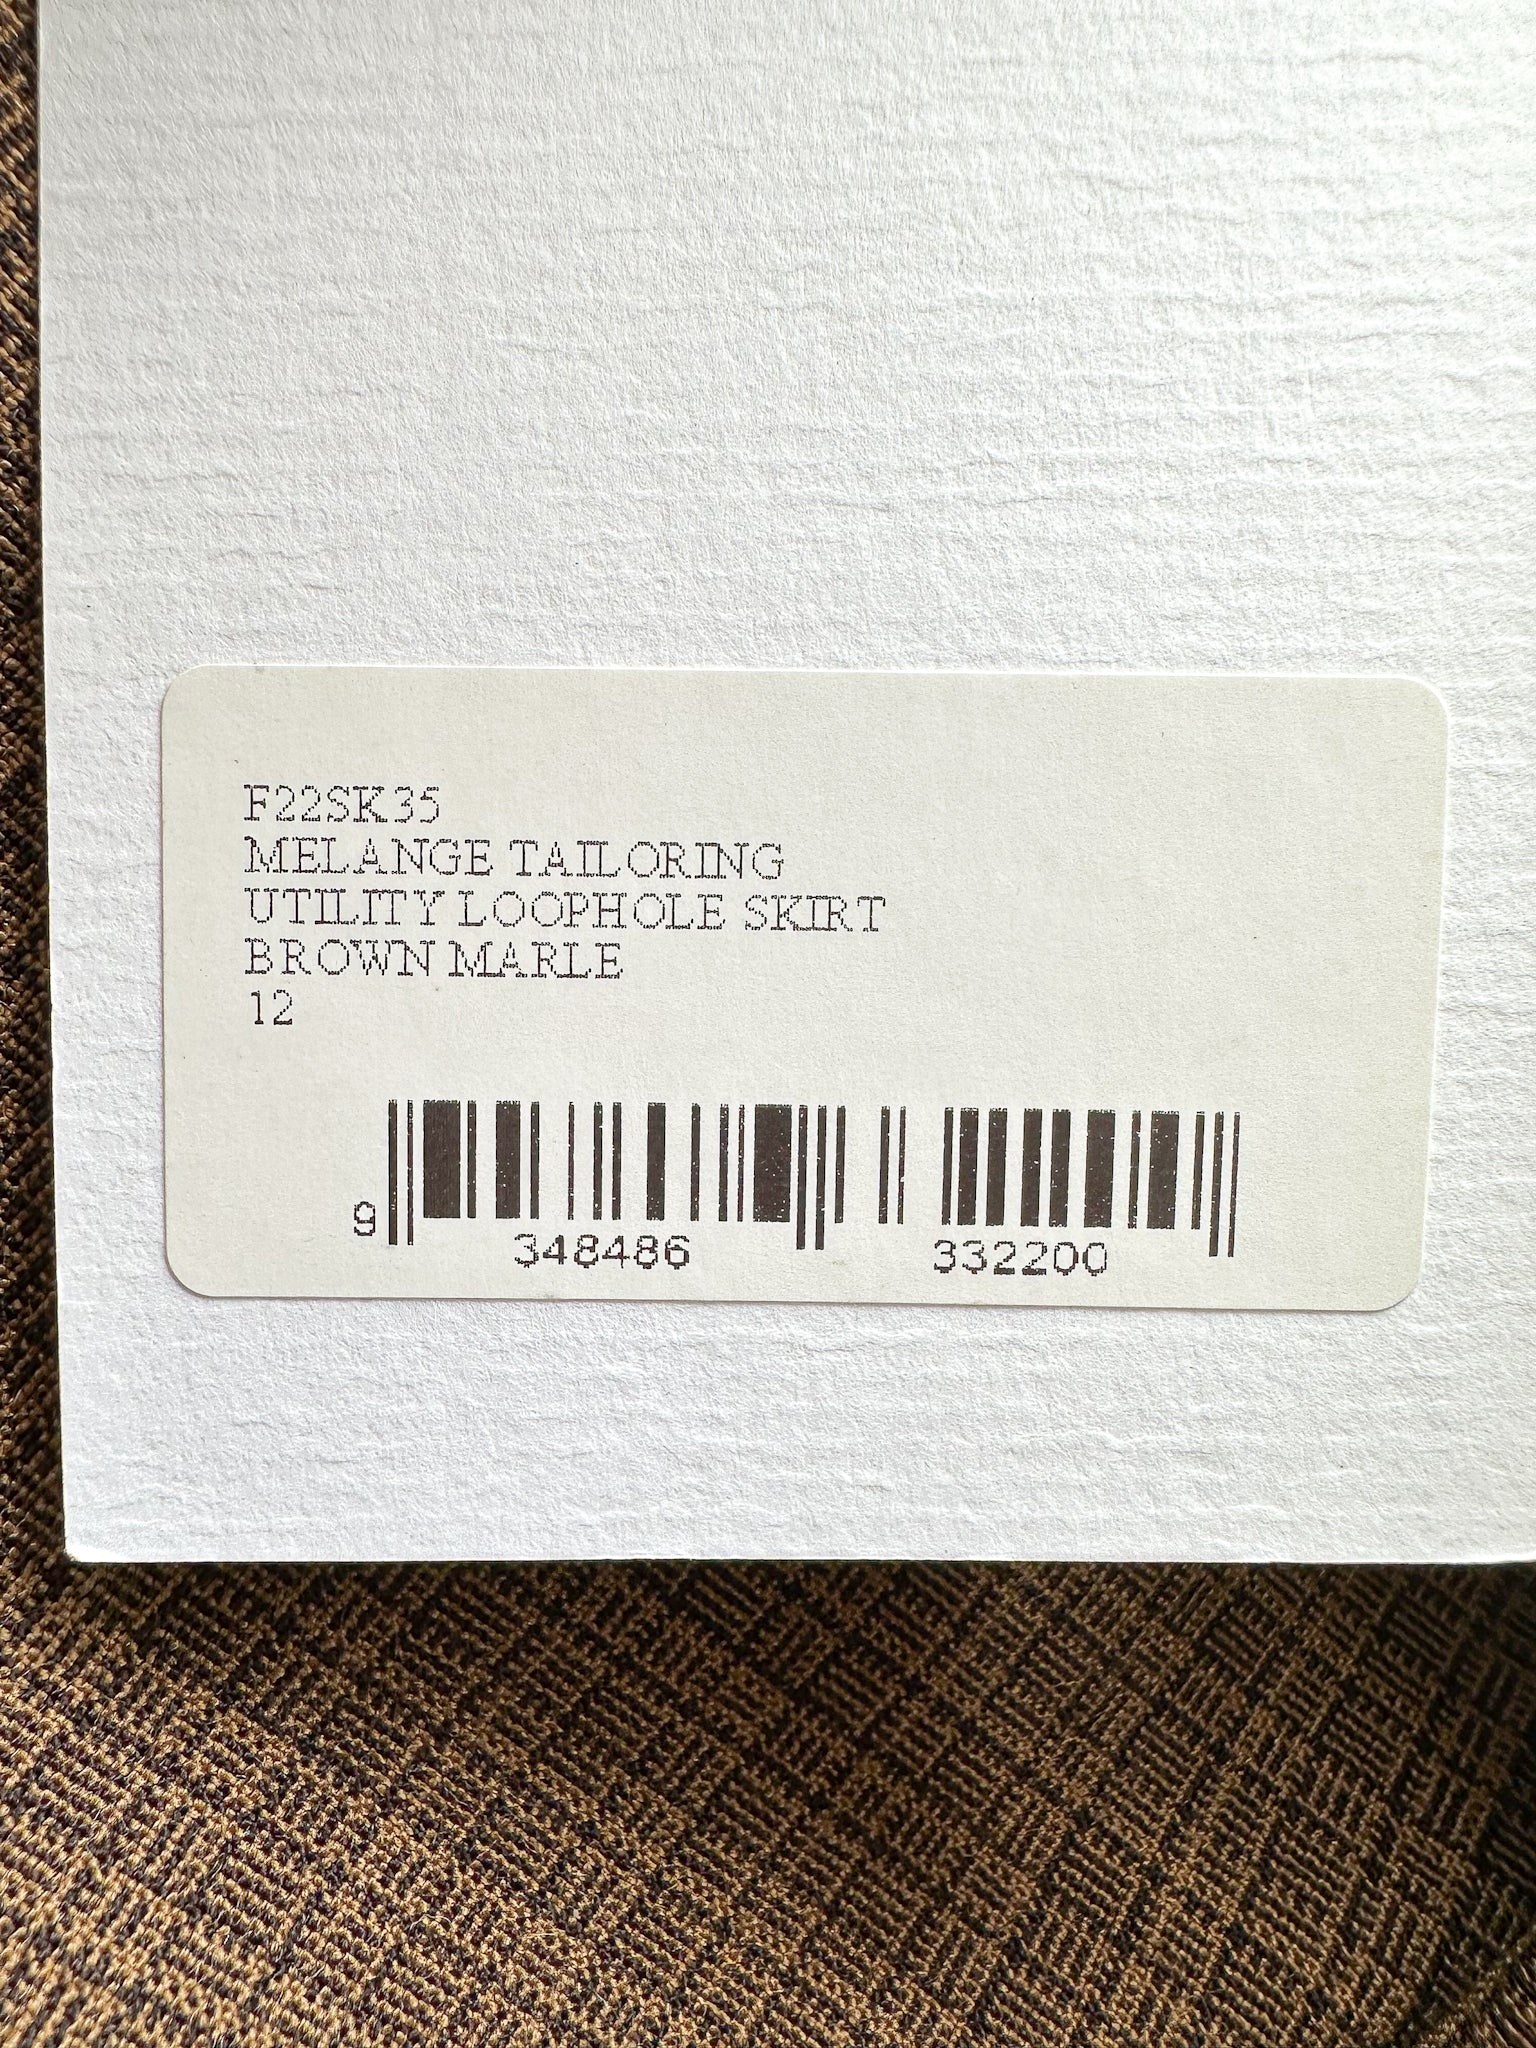 F22SK35
MELANGE TAILORING
UTILITY LOOPHOLE SKIRT
BROWN MARLE
12
9 348486 332200